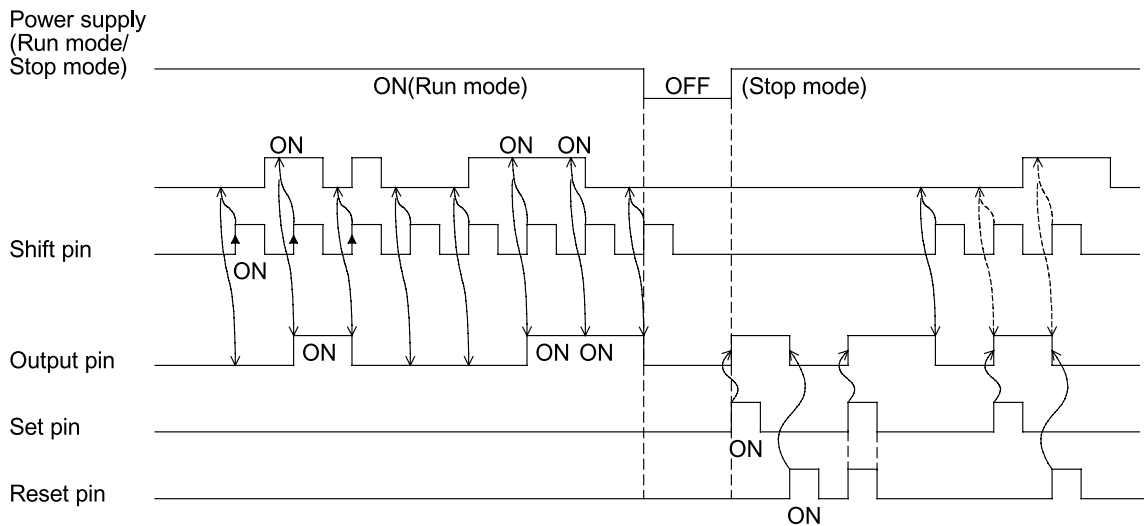 Power supply
(Run mode/
Stop mode)
ON(Run mode)
OFF
(Stop mode)
ON
ON
ON
Shift pin
ON
Output pin
ON
ON
ON
Set pin
ON
Reset pin
ON